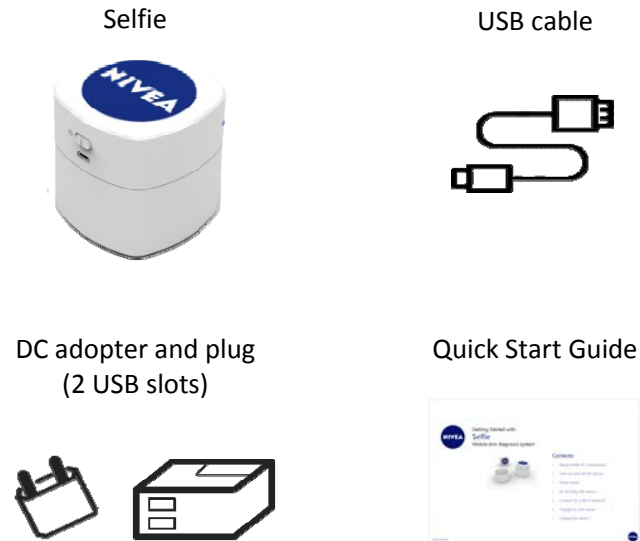 Selfie
USB cable
NIVEA
DC adopter and plug
(2 USB slots)
Quick Start Guide
NIVEA
Getting Started with
Selfie
Mobile skin diagnosis system
Contents